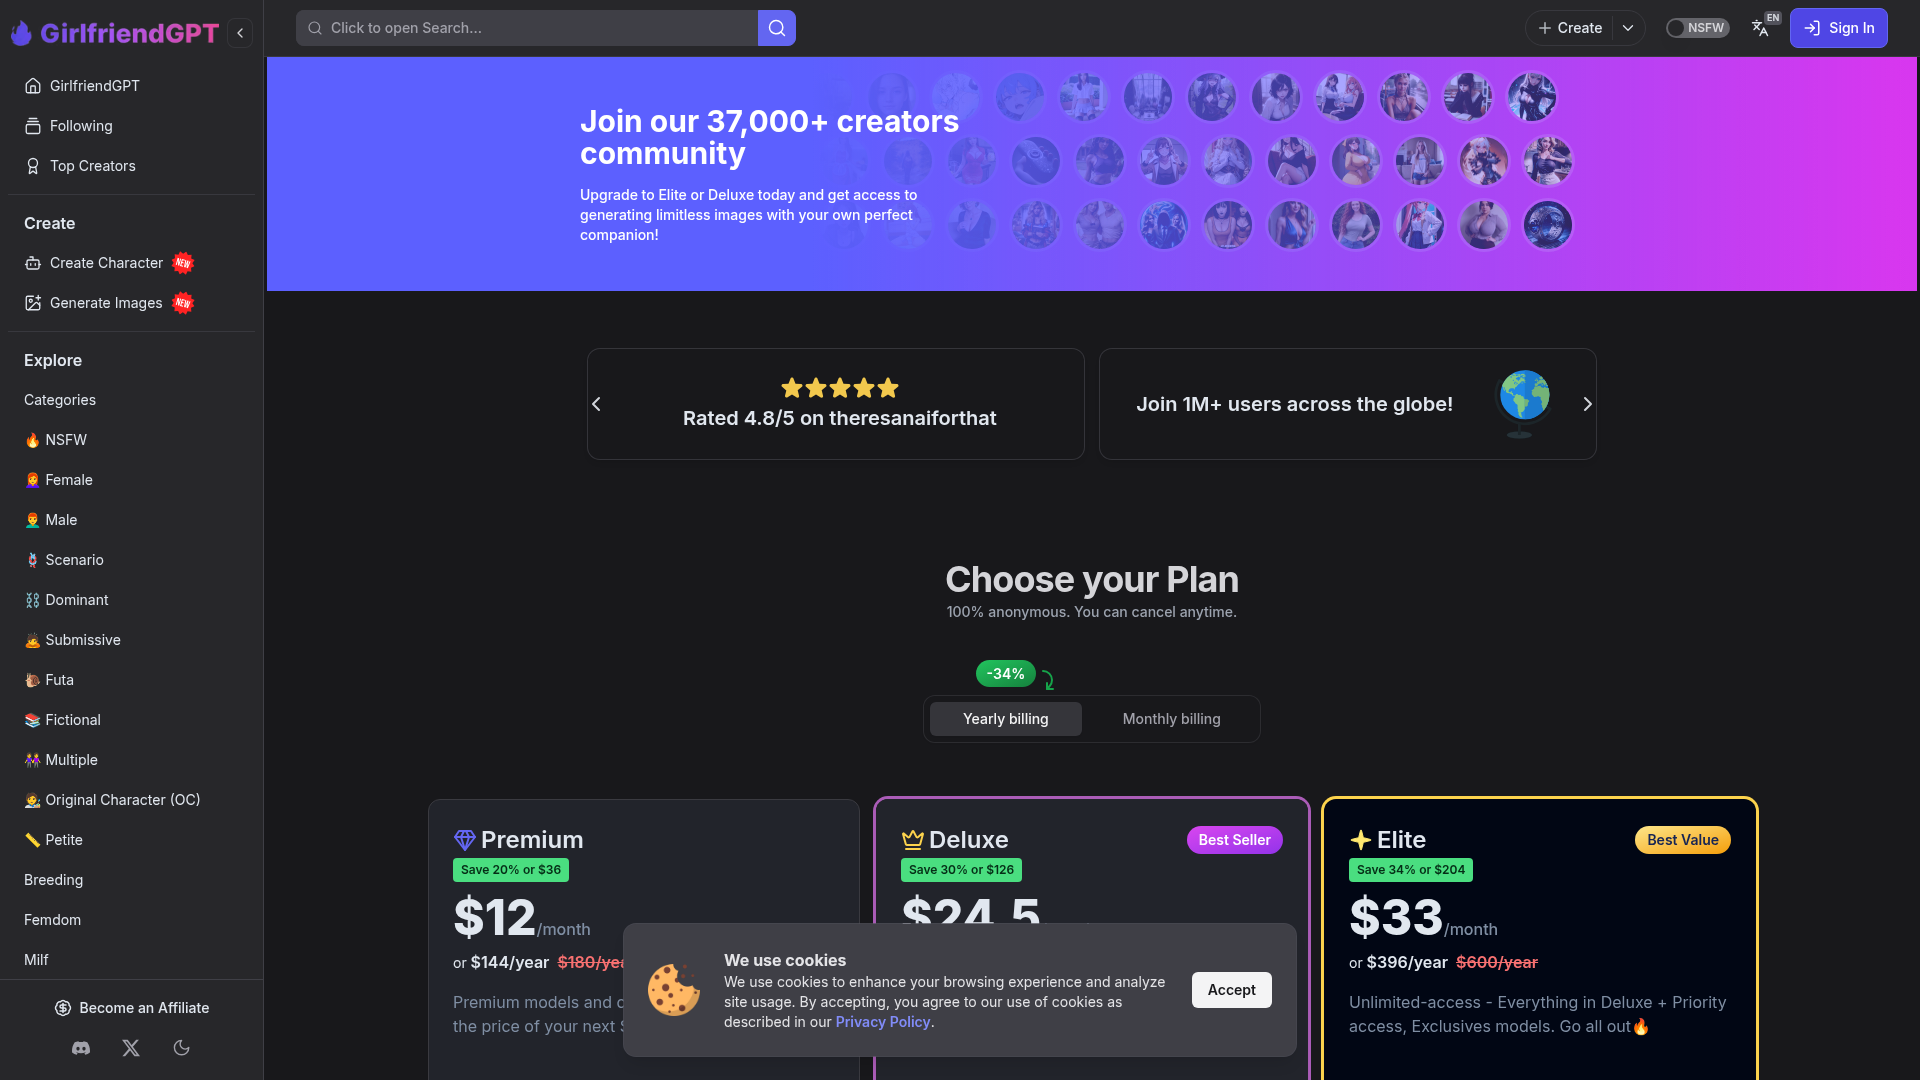 GirlfriendGPT
GirlfriendGPT
Following
Top Creators
Create
Create Character NEW
Generate Images NEW
Explore
Categories
🔥 NSFW
👩‍🦰 Female
👨‍🦰 Male
Scenario
⛓️ Dominant
🙇 Submissive
Futa
📚 Fictional
👭 Multiple
🧑‍🎨 Original Character (OC)
📏 Petite
Breeding
Femdom
Milf
Become an Affiliate
Click to open Search...
Create
NSFW
EN
Sign In
Join our 37,000+ creators
community
Upgrade to Elite or Deluxe today and get access to
generating limitless images with your own perfect
companion!
Rated 4.8/5 on theresanaiforthat
Join 1M+ users across the globe!
Choose your Plan
100% anonymous. You can cancel anytime.
-34%
Yearly billing
Monthly billing
Premium
Save 20% or $36
$12/month
or $144/year $180/yea
Premium models and
the price of your next
Deluxe
Best Seller
Save 30% or $126
$24.5
Elite
Best Value
Save 34% or $204
$33/month
or $396/year $600/year
Unlimited-access - Everything in Deluxe + Priority
access, Exclusives models. Go all out🔥
We use cookies
We use cookies to enhance your browsing experience and analyze
site usage. By accepting, you agree to our use of cookies as
described in our Privacy Policy.
Accept